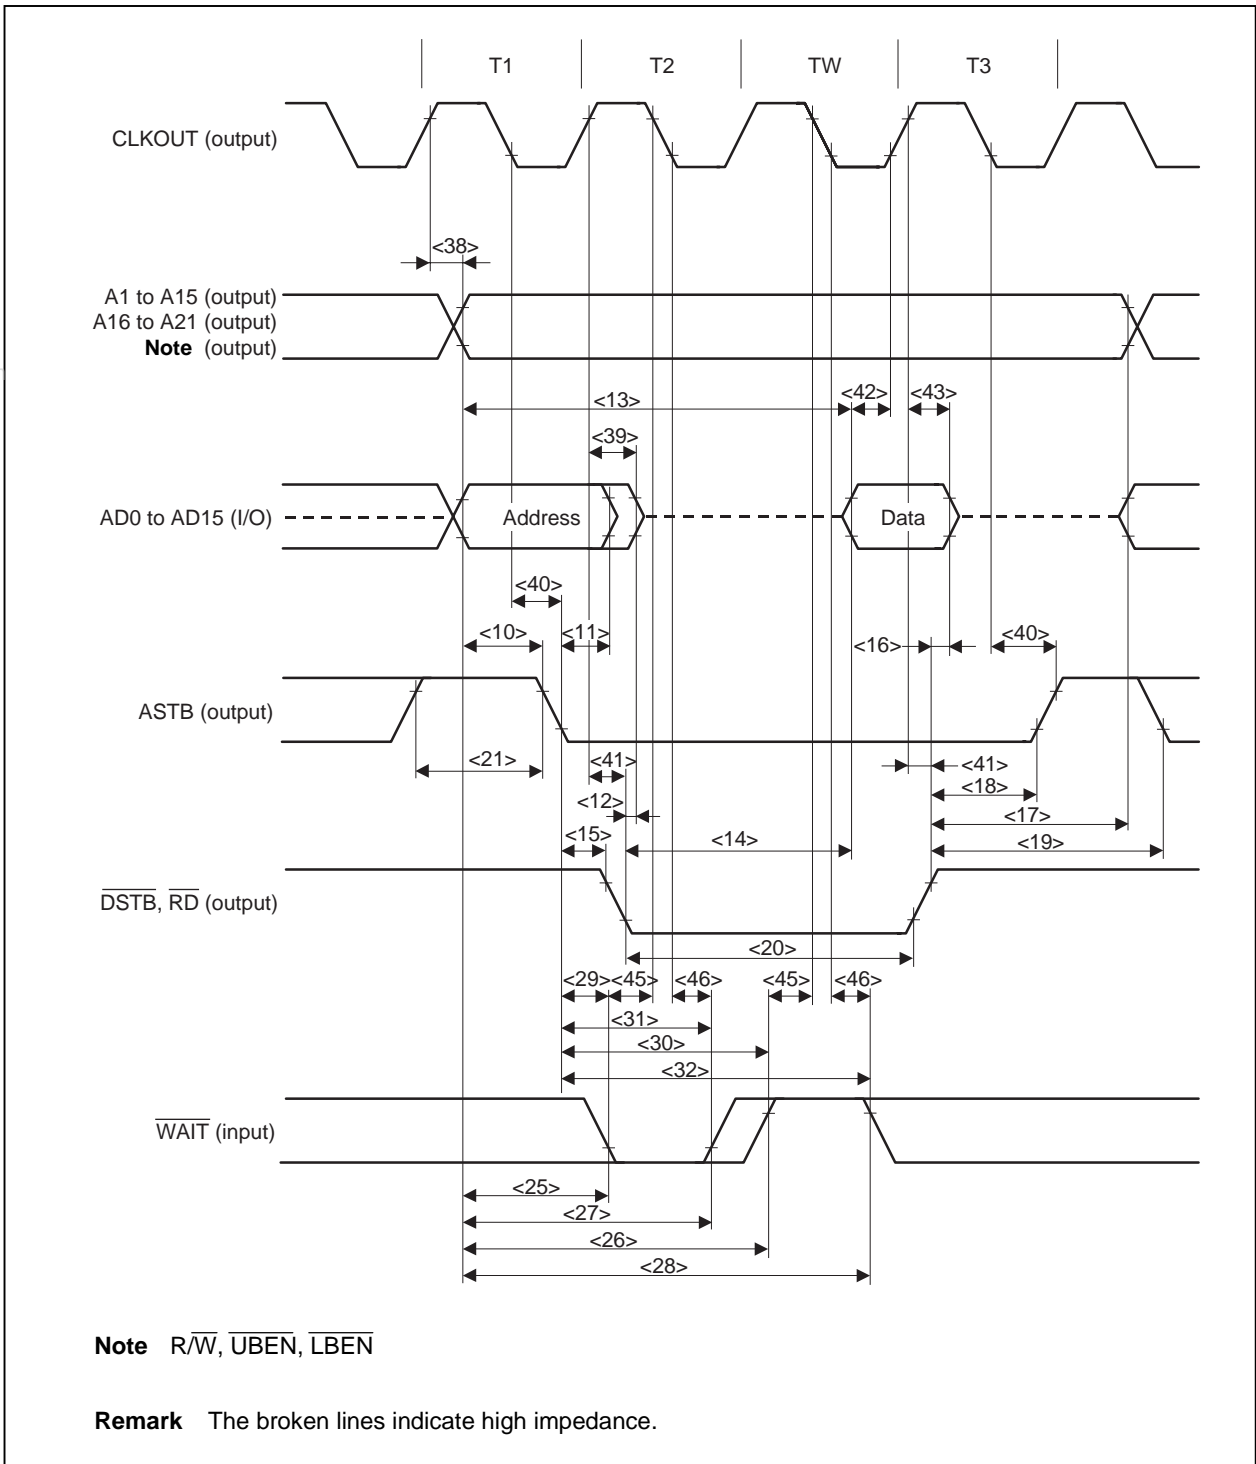 T1 T2 TW T3
CLKOUT (output)
<38>
A1 to A15 (output)
A16 to A21 (output)
Note (output)
<13> <42> <43>
<39>
AD0 to AD15 (I/O) Address Data
<40>
<10> <11> <16> <40>
ASTB (output)
<21> <41> <41>
<18>
<12>
<17>
<15> <14> <19>
DSTB, RD (output)
<20>
<29> <45> <46> <45> <46>
<31>
<30>
<32>
WAIT (input)
<25>
<27>
<26>
<28>
Note R/W, UBEN, LBEN
Remark The broken lines indicate high impedance.